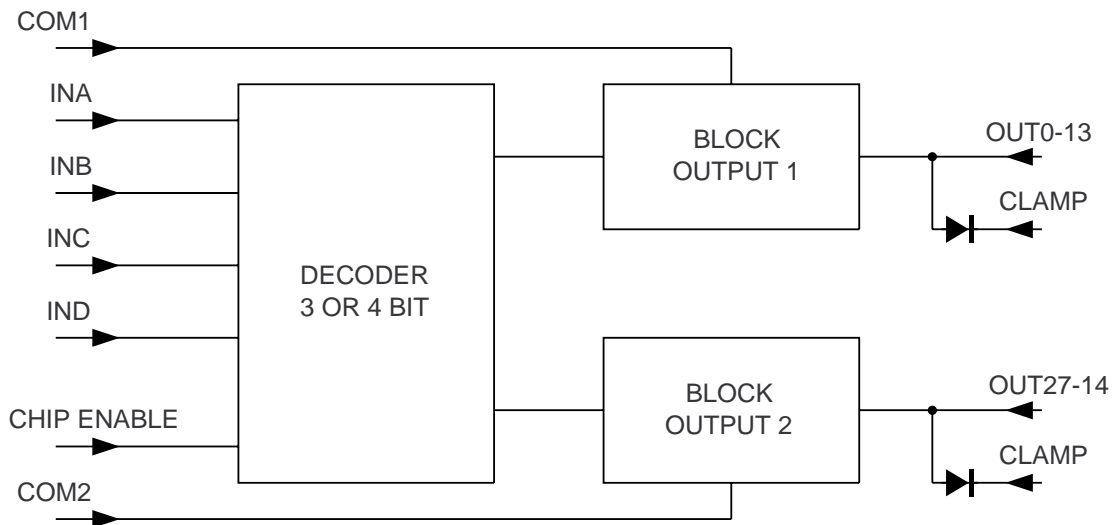 COM1
INA
INB
INC
IND
CHIP ENABLE
COM2
DECODER
3 OR 4 BIT
BLOCK
OUTPUT 1
BLOCK
OUTPUT 2
OUT0-13
CLAMP
OUT27-14
CLAMP